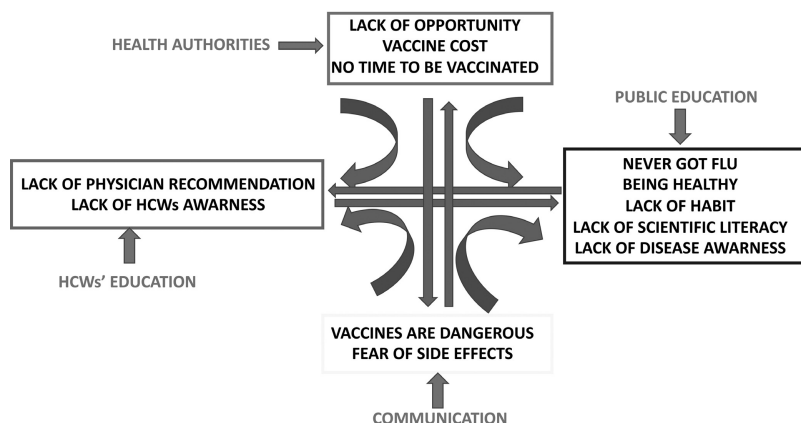 LACK OF OPPORTUNITY
VACCINE COST
NO TIME TO BE VACCINATED
HEALTH AUTHORITIES
PUBLIC EDUCATION
LACK OF PHYSICIAN RECOMMENDATION
LACK OF HCWs AWARNESS
NEVER GOT FLU
BEING HEALTHY
LACK OF HABIT
LACK OF SCIENTIFIC LITERACY
LACK OF DISEASE AWARNESS
HCWs' EDUCATION
VACCINES ARE DANGEROUS
FEAR OF SIDE EFFECTS
COMMUNICATION